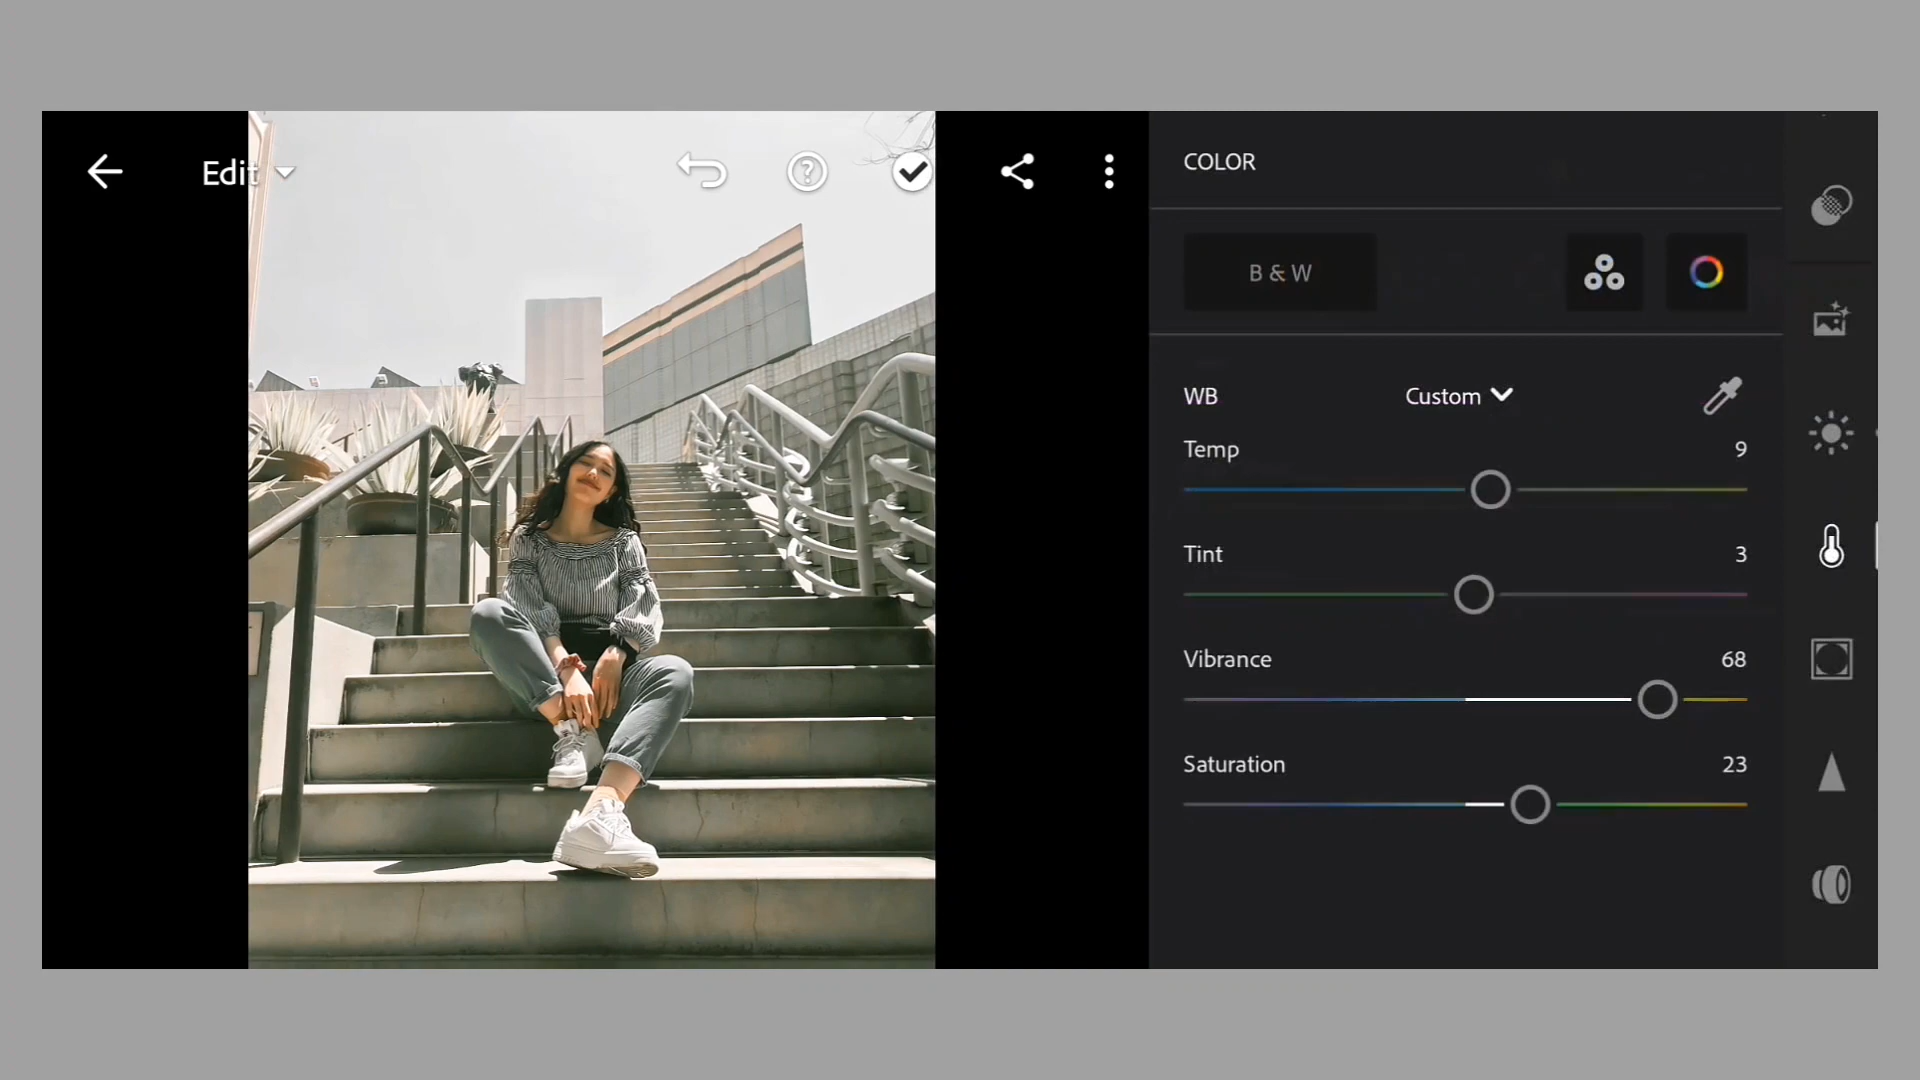 Edit
COLOR
B & W
WB Custom
Temp 9
Tint 3
Vibrance 68
Saturation 23